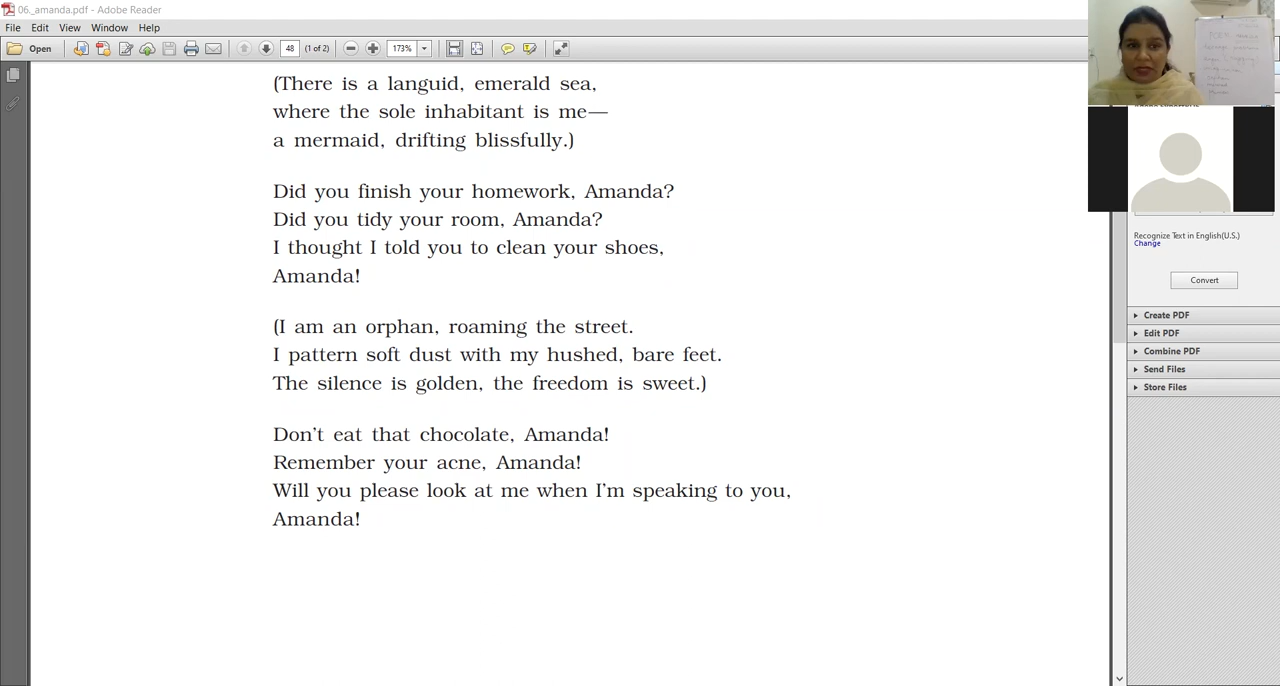 06._amanda.pdf - Adobe Reader
File Edit View Window Help
Open 48 (1 of 2) 173%
(There is a languid, emerald sea,
where the sole inhabitant is me—
a mermaid, drifting blissfully.)
Did you finish your homework, Amanda?
Did you tidy your room, Amanda?
I thought I told you to clean your shoes,
Amanda!
(I am an orphan, roaming the street.
I pattern soft dust with my hushed, bare feet.
The silence is golden, the freedom is sweet.)
Don't eat that chocolate, Amanda!
Remember your acne, Amanda!
Will you please look at me when I'm speaking to you,
Amanda!
Recognize Text in English(U.S.)
Change
Convert
Create PDF
Edit PDF
Combine PDF
Send Files
Store Files